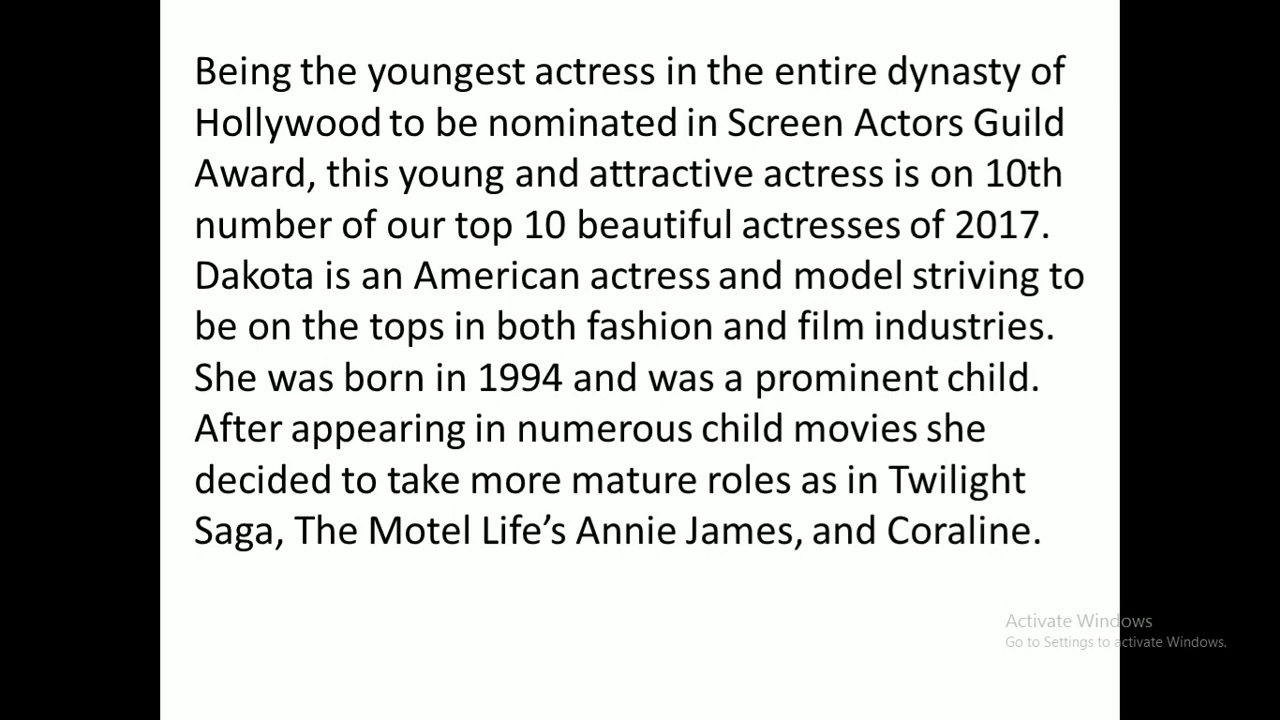 Being the youngest actress in the entire dynasty of
Hollywood to be nominated in Screen Actors Guild
Award, this young and attractive actress is on 10th
number of our top 10 beautiful actresses of 2017.
Dakota is an American actress and model striving to
be on the tops in both fashion and film industries.
She was born in 1994 and was a prominent child.
After appearing in numerous child movies she
decided to take more mature roles as in Twilight
Saga, The Motel Life’s Annie James, and Coraline.
Activate Windows
Go to Settings to activate Windows.